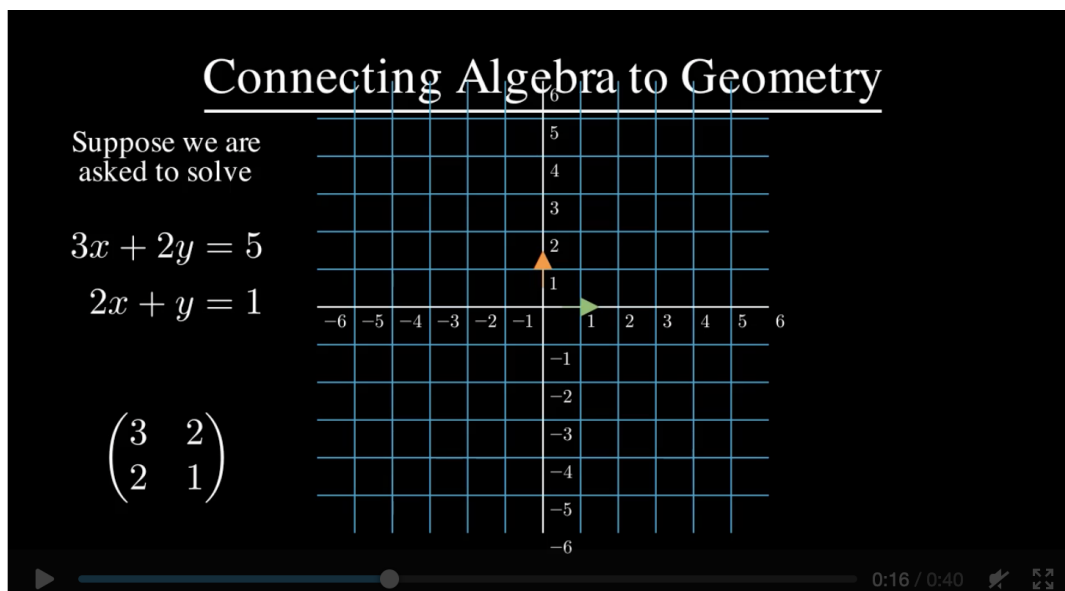 Connecting Algebra to Geometry
Suppose we are
asked to solve
3x + 2y = 5
2x + y = 1
(3 2
2 1)
6
5
4
3
2
1
−6 −5 −4 −3 −2 −1 1 2 3 4 5 6
−1
−2
−3
−4
−5
−6
0:16 / 0:40